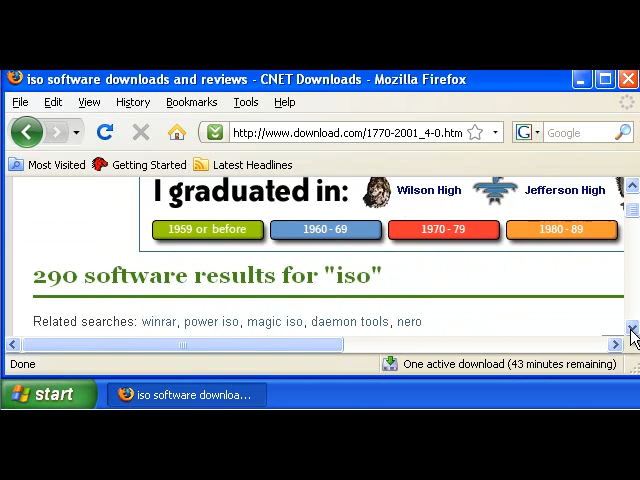 iso software downloads and reviews - CNET Downloads - Mozilla Firefox
File Edit View History Bookmarks Tools Help
http://www.download.com/1770-2001_4-0.htm
G Google
Most Visited Getting Started Latest Headlines
I graduated in: Wilson High Jefferson High
1959 or before 1960 - 69 1970 - 79 1980 - 89
290 software results for "iso"
Related searches: winrar, power iso, magic iso, daemon tools, nero
Done One active download (43 minutes remaining)
start iso software downloa...